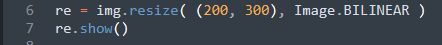 6 re = img.resize( (200, 300), Image.BILINEAR )
7 re.show()